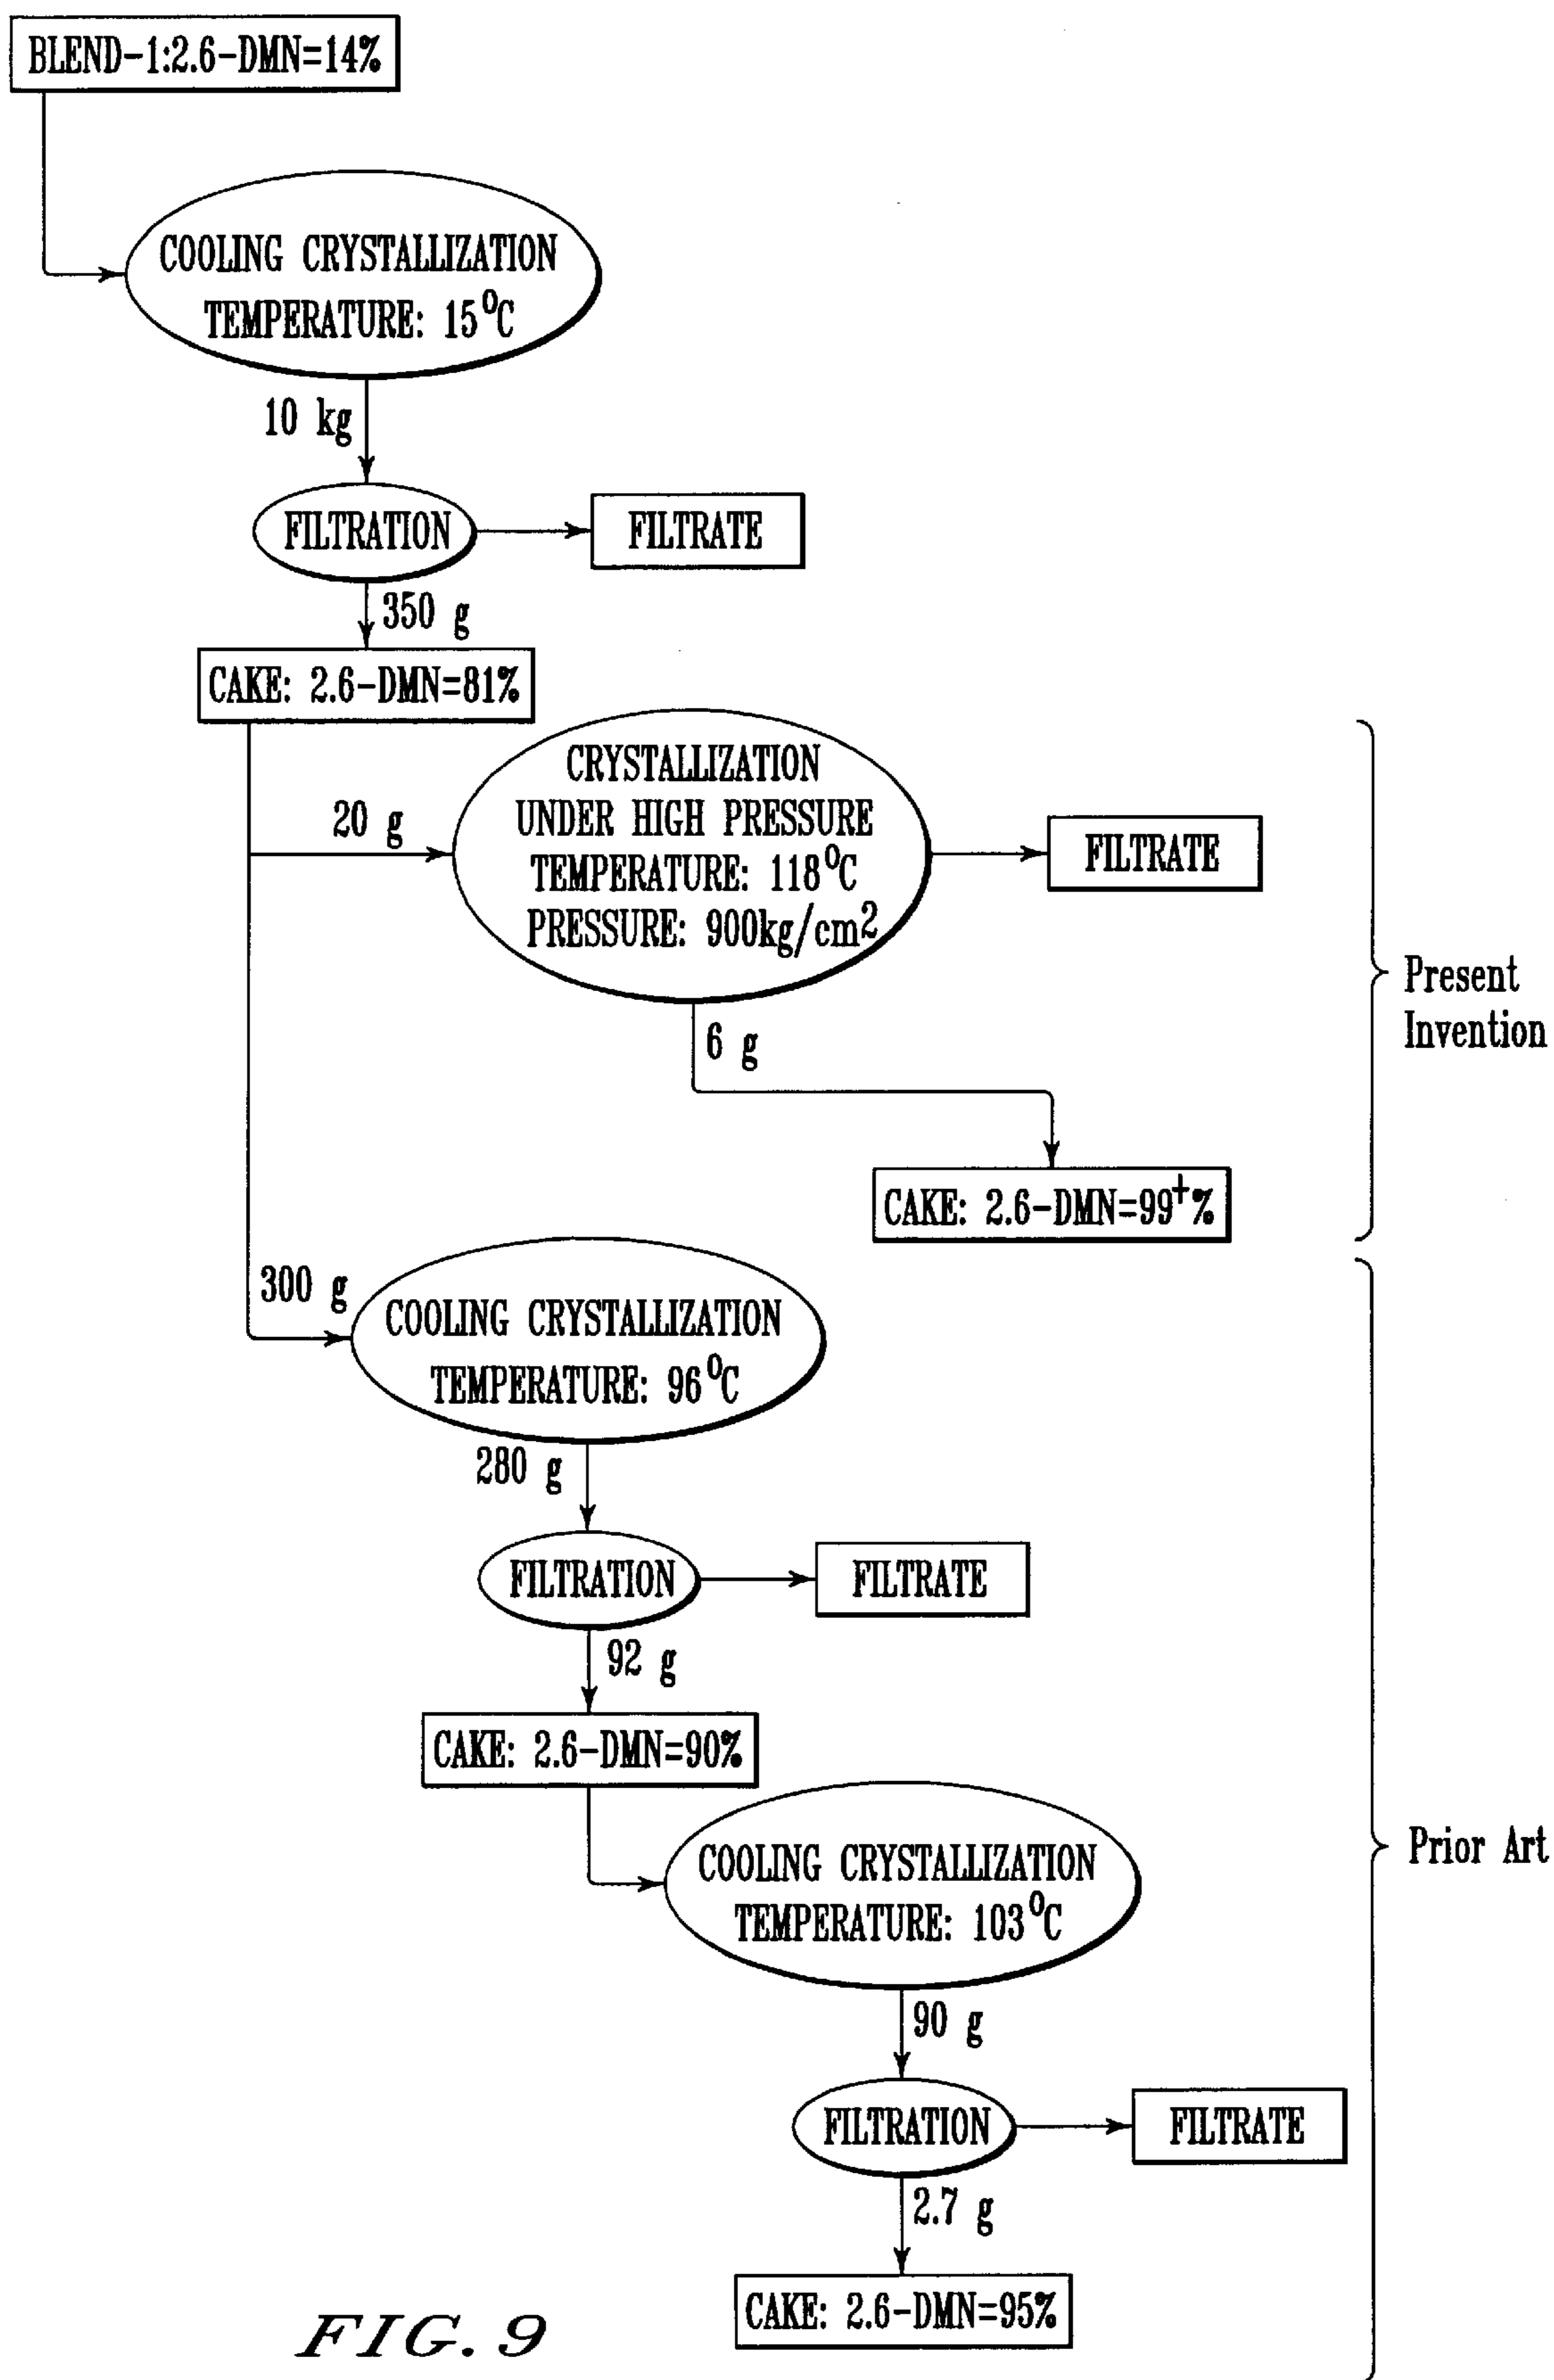 BLEND-1:2.6-DMN=14%
COOLING CRYSTALLIZATION
TEMPERATURE: 15°C
10 kg
FILTRATION
FILTRATE
350 g
CAKE: 2.6-DMN=81%
CRYSTALLIZATION
UNDER HIGH PRESSURE
TEMPERATURE: 118°C
PRESSURE: 900kg/cm²
20 g
FILTRATE
Present
Invention
6 g
CAKE: 2.6-DMN=99⁺%
300 g
COOLING CRYSTALLIZATION
TEMPERATURE: 96°C
280 g
FILTRATION
FILTRATE
92 g
CAKE: 2.6-DMN=90%
COOLING CRYSTALLIZATION
TEMPERATURE: 103°C
Prior Art
90 g
FILTRATION
FILTRATE
2.7 g
CAKE: 2.6-DMN=95%
FIG. 9